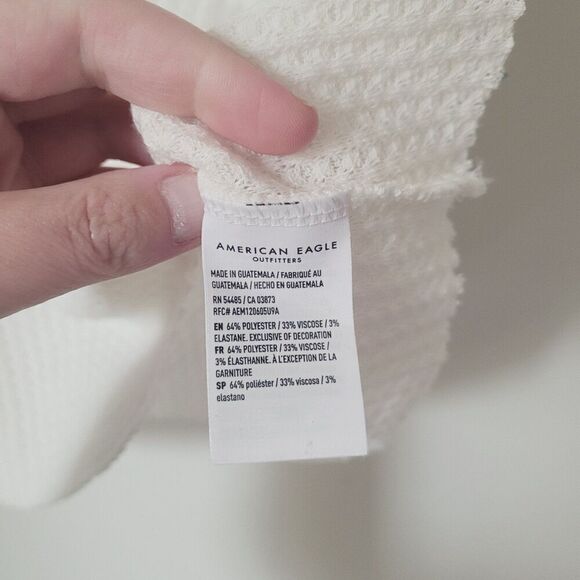 AMERICAN EAGLE
OUTFITTERS
MADE IN GUATEMALA / FABRIQUÉ AU
GUATEMALA / HECHO EN GUATEMALA
RN 54485 / CA 03873
RFC# AEM120605U9A
EN 64% POLYESTER / 33% VISCOSE / 3%
ELASTANE. EXCLUSIVE OF DECORATION
FR 64% POLYESTER / 33% VISCOSE /
3% ÉLASTHANNE. À L'EXCEPTION DE LA
GARNITURE
SP 64% poliéster / 33% viscosa / 3%
elastano